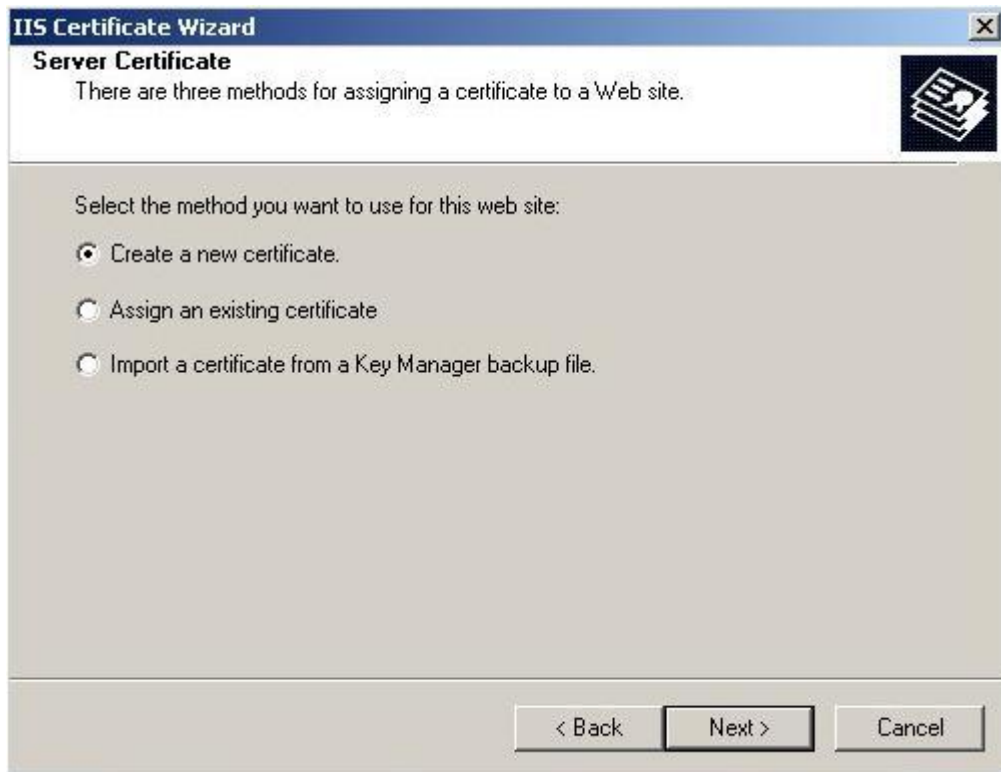 IIS Certificate Wizard
Server Certificate
There are three methods for assigning a certificate to a Web site.
Select the method you want to use for this web site:
Create a new certificate.
Assign an existing certificate
Import a certificate from a Key Manager backup file.
< Back Next > Cancel